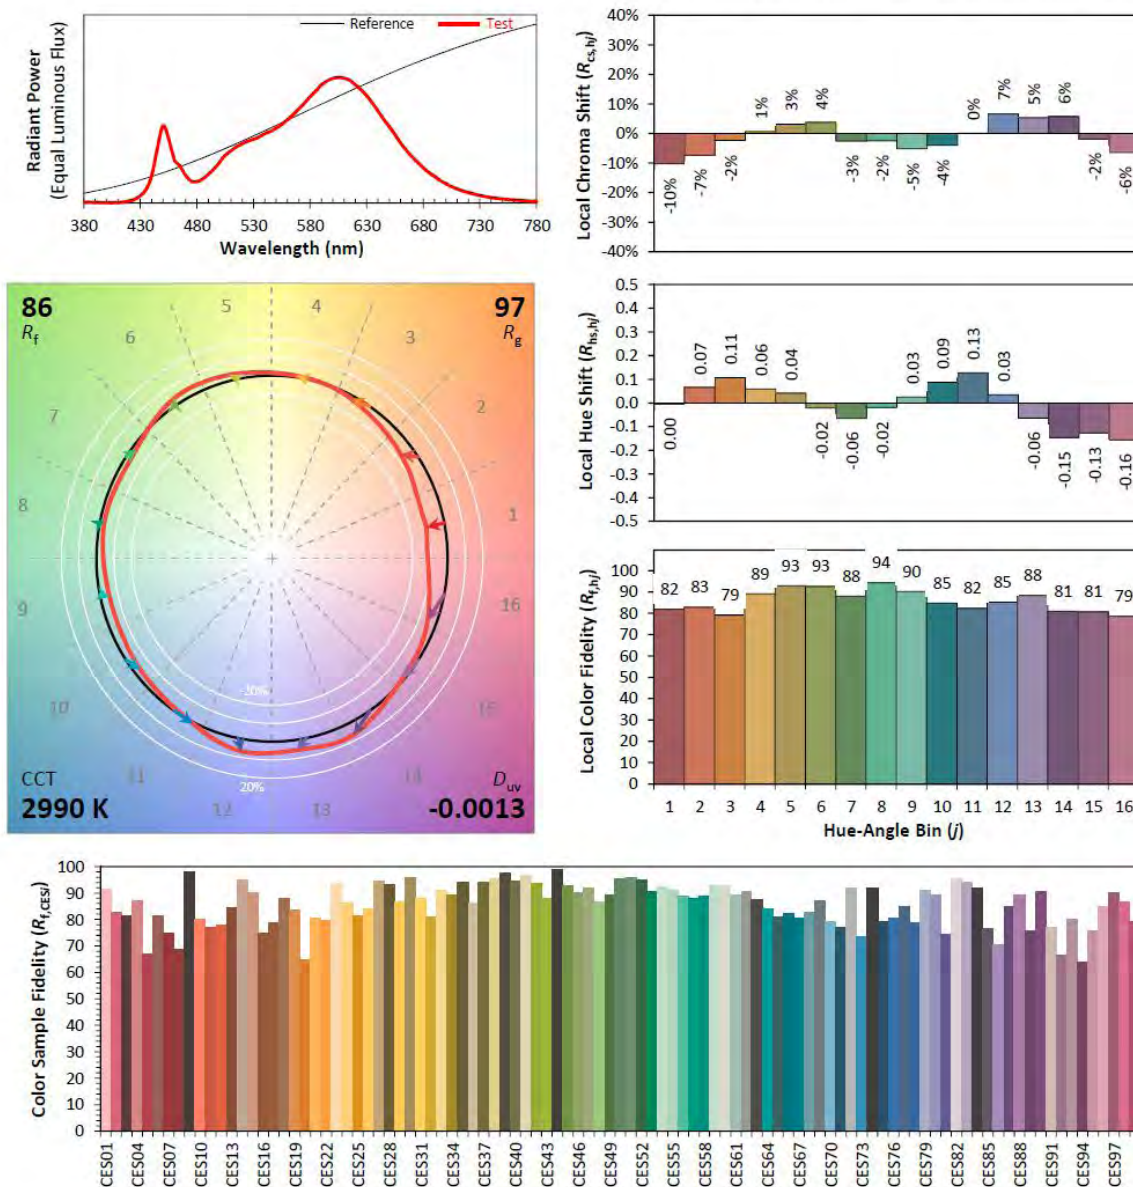 Reference Test
Radiant Power
(Equal Luminous Flux)
380 430 480 530 580 630 680 730 780
Wavelength (nm)
Local Chroma Shift (Rcs,hj)
40%
30%
20%
10%
0%
-10%
-20%
-30%
-40%
-10% -7% -2% 1% 3% 4% -3% -2% -5% -4% 0% 7% 5% 6% -2% -6%
86
Rf
97
Rg
1 2 3 4 5 6 7 8 9 10 11 12 13 14 15 16
-20%
20%
CCT
2990 K
Duv
-0.0013
Local Hue Shift (Rhs,hj)
0.5
0.4
0.3
0.2
0.1
0.0
-0.1
-0.2
-0.3
-0.4
-0.5
0.00 0.07 0.11 0.06 0.04 -0.02 -0.06 -0.02 0.03 0.09 0.13 0.03 -0.06 -0.15 -0.13 -0.16
Local Color Fidelity (Rf,hj)
100
90
80
70
60
50
40
30
20
10
0
82 83 79 89 93 93 88 94 90 85 82 85 88 81 81 79
1 2 3 4 5 6 7 8 9 10 11 12 13 14 15 16
Hue-Angle Bin (j)
Color Sample Fidelity (Rf,CESi)
100
90
80
70
60
50
40
30
20
10
0
CES01 CES04 CES07 CES10 CES13 CES16 CES19 CES22 CES25 CES28 CES31 CES34 CES37 CES40 CES43 CES46 CES49 CES52 CES55 CES58 CES61 CES64 CES67 CES70 CES73 CES76 CES79 CES82 CES85 CES88 CES91 CES94 CES97